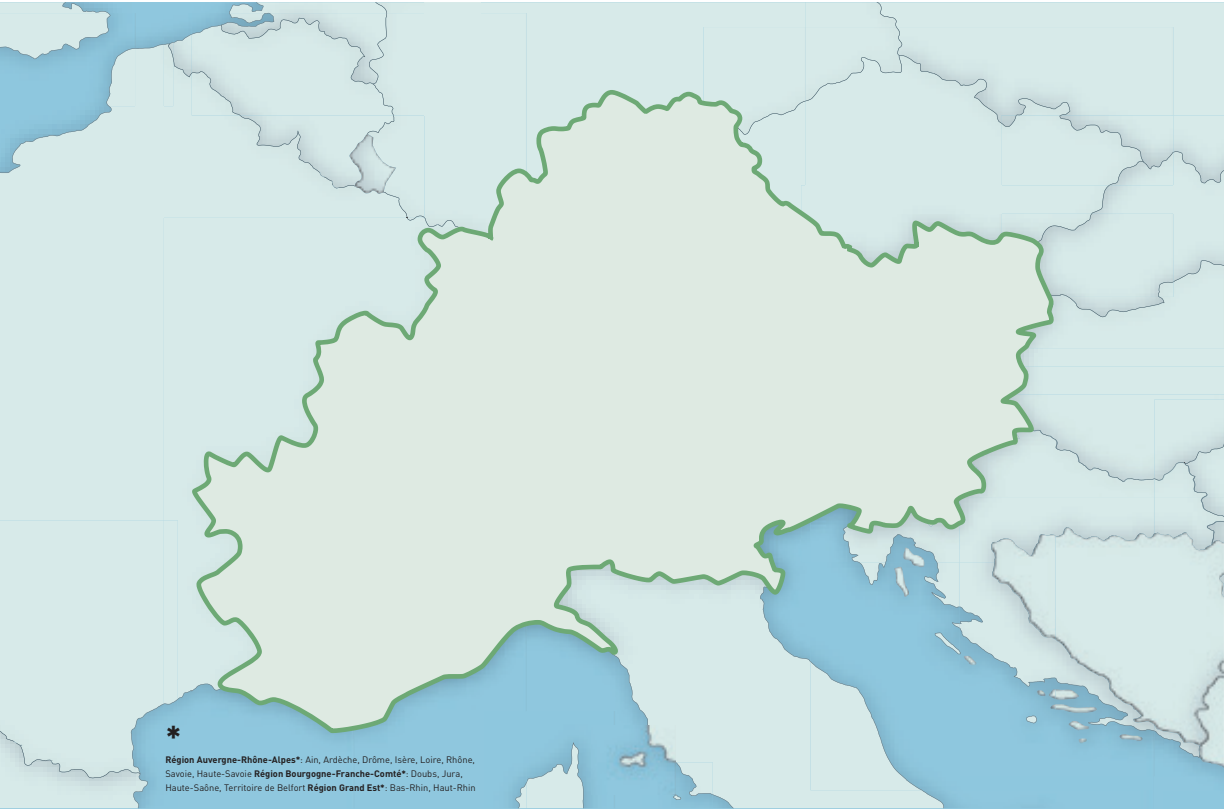 *
Région Auvergne-Rhône-Alpes*: Ain, Ardèche, Drôme, Isère, Loire, Rhône,
Savoie, Haute-Savoie Région Bourgogne-Franche-Comté*: Doubs, Jura,
Haute-Saône, Territoire de Belfort Région Grand Est*: Bas-Rhin, Haut-Rhin